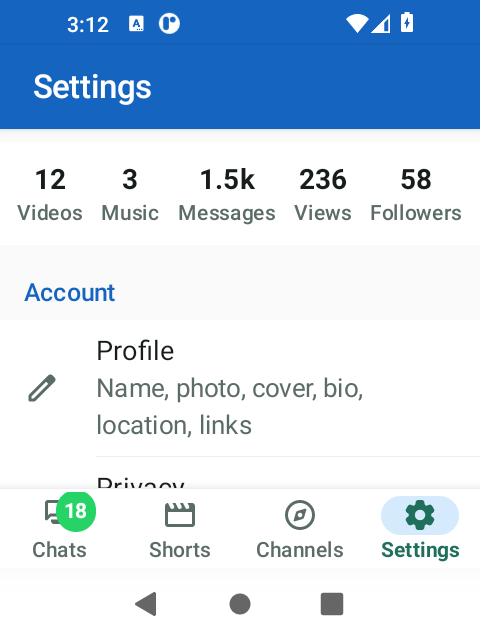 3:12
Settings
12 3 1.5k 236 58
Videos Music Messages Views Followers
Account
Profile
Name, photo, cover, bio,
location, links
Privacy
18
Chats Shorts Channels Settings